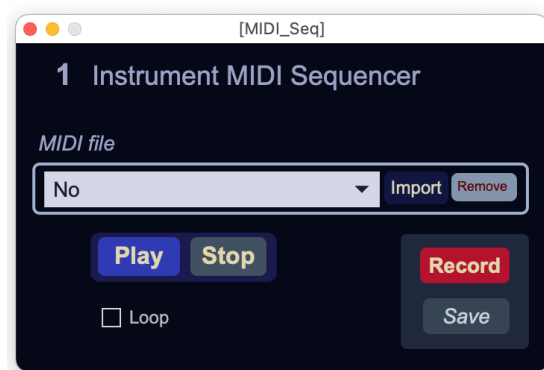 [MIDI_Seq]
1 Instrument MIDI Sequencer
MIDI file
No Import Remove
Play Stop
Record
Loop
Save